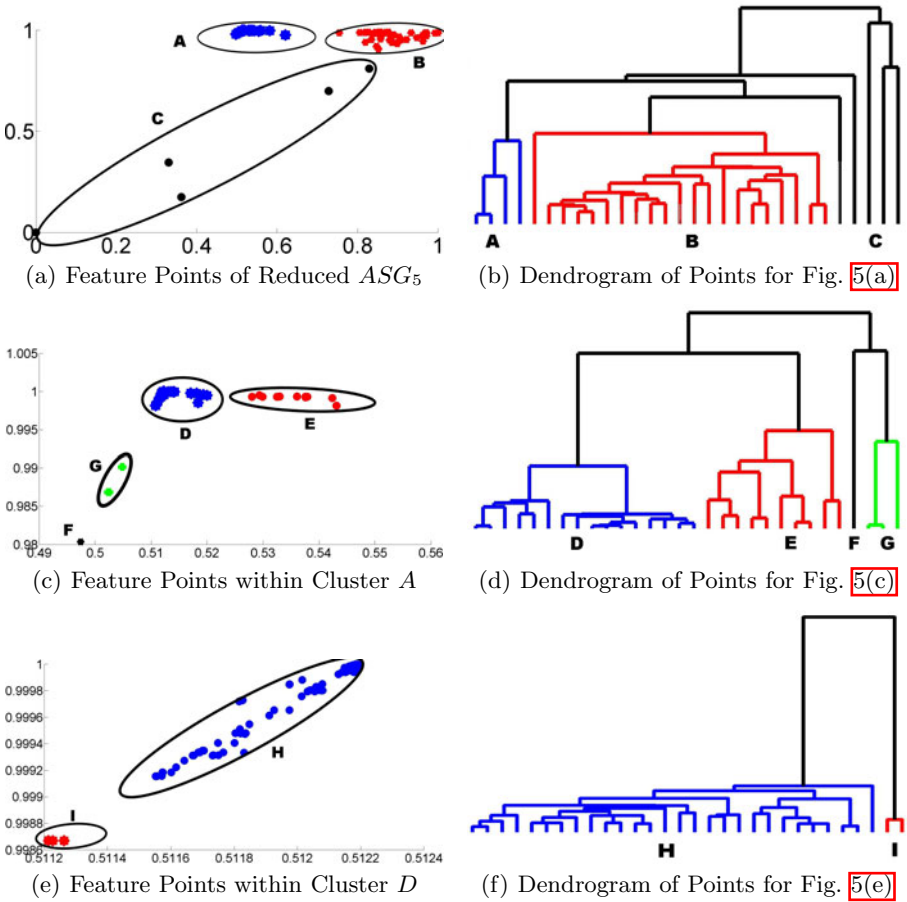 1
A
B
C
0.5
0
0 0.2 0.4 0.6 0.8 1
A B C
(a) Feature Points of Reduced ASG5
(b) Dendrogram of Points for Fig. 5(a)
1.005
1
0.995
0.99
0.985
0.98
D
E
G
F
0.49 0.5 0.51 0.52 0.53 0.54 0.55 0.56
D E F G
(c) Feature Points within Cluster A
(d) Dendrogram of Points for Fig. 5(c)
1
0.9998
0.9996
0.9994
0.9992
0.999
0.9988
0.9986
H
I
0.5112 0.5114 0.5116 0.5118 0.512 0.5122 0.5124
H I
(e) Feature Points within Cluster D
(f) Dendrogram of Points for Fig. 5(e)